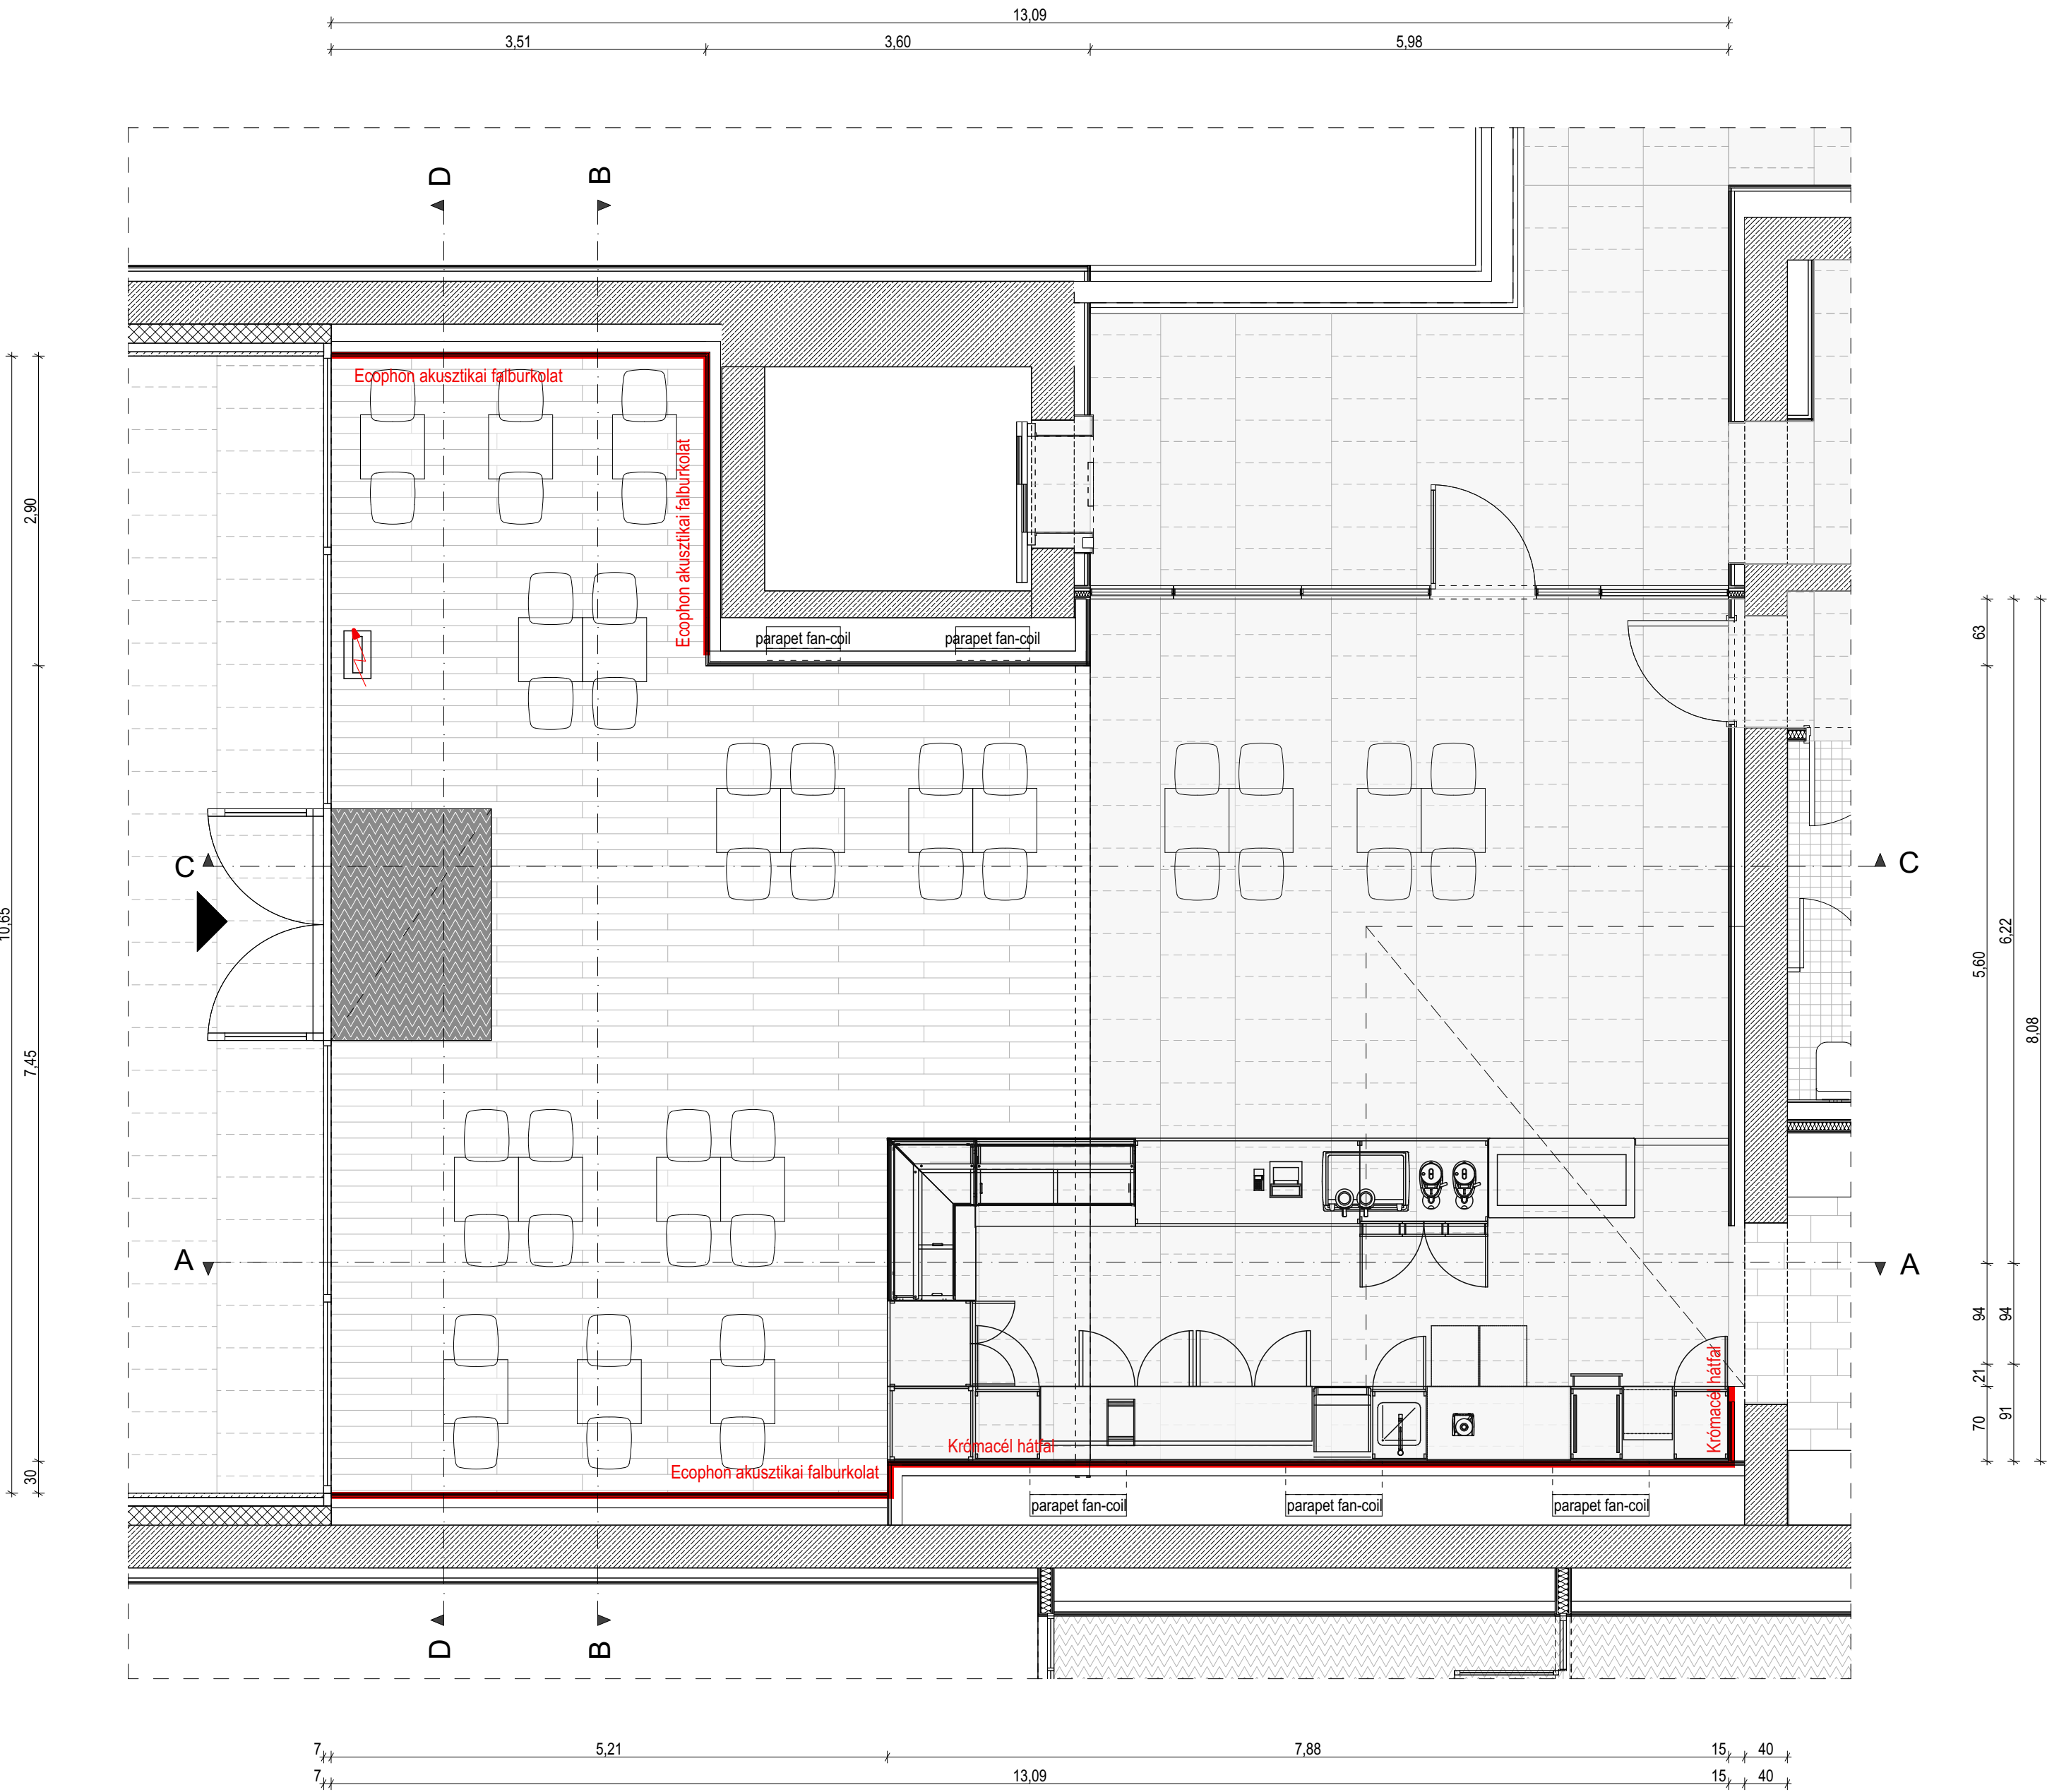 13,09
3,51
3,60
5,98
D
B
Ecophon akusztikai falburkolat
Ecophon akusztikai falburkolat
2,90
parapet fan-coil
parapet fan-coil
63
C
C
10,65
5,60
6,22
8,08
7,45
A
A
94
94
21
Krómacél hátfal
70
91
Krómacél hátfal
Ecophon akusztikai falburkolat
30
parapet fan-coil
parapet fan-coil
parapet fan-coil
D
B
7
5,21
7,88
15
40
7
13,09
15
40